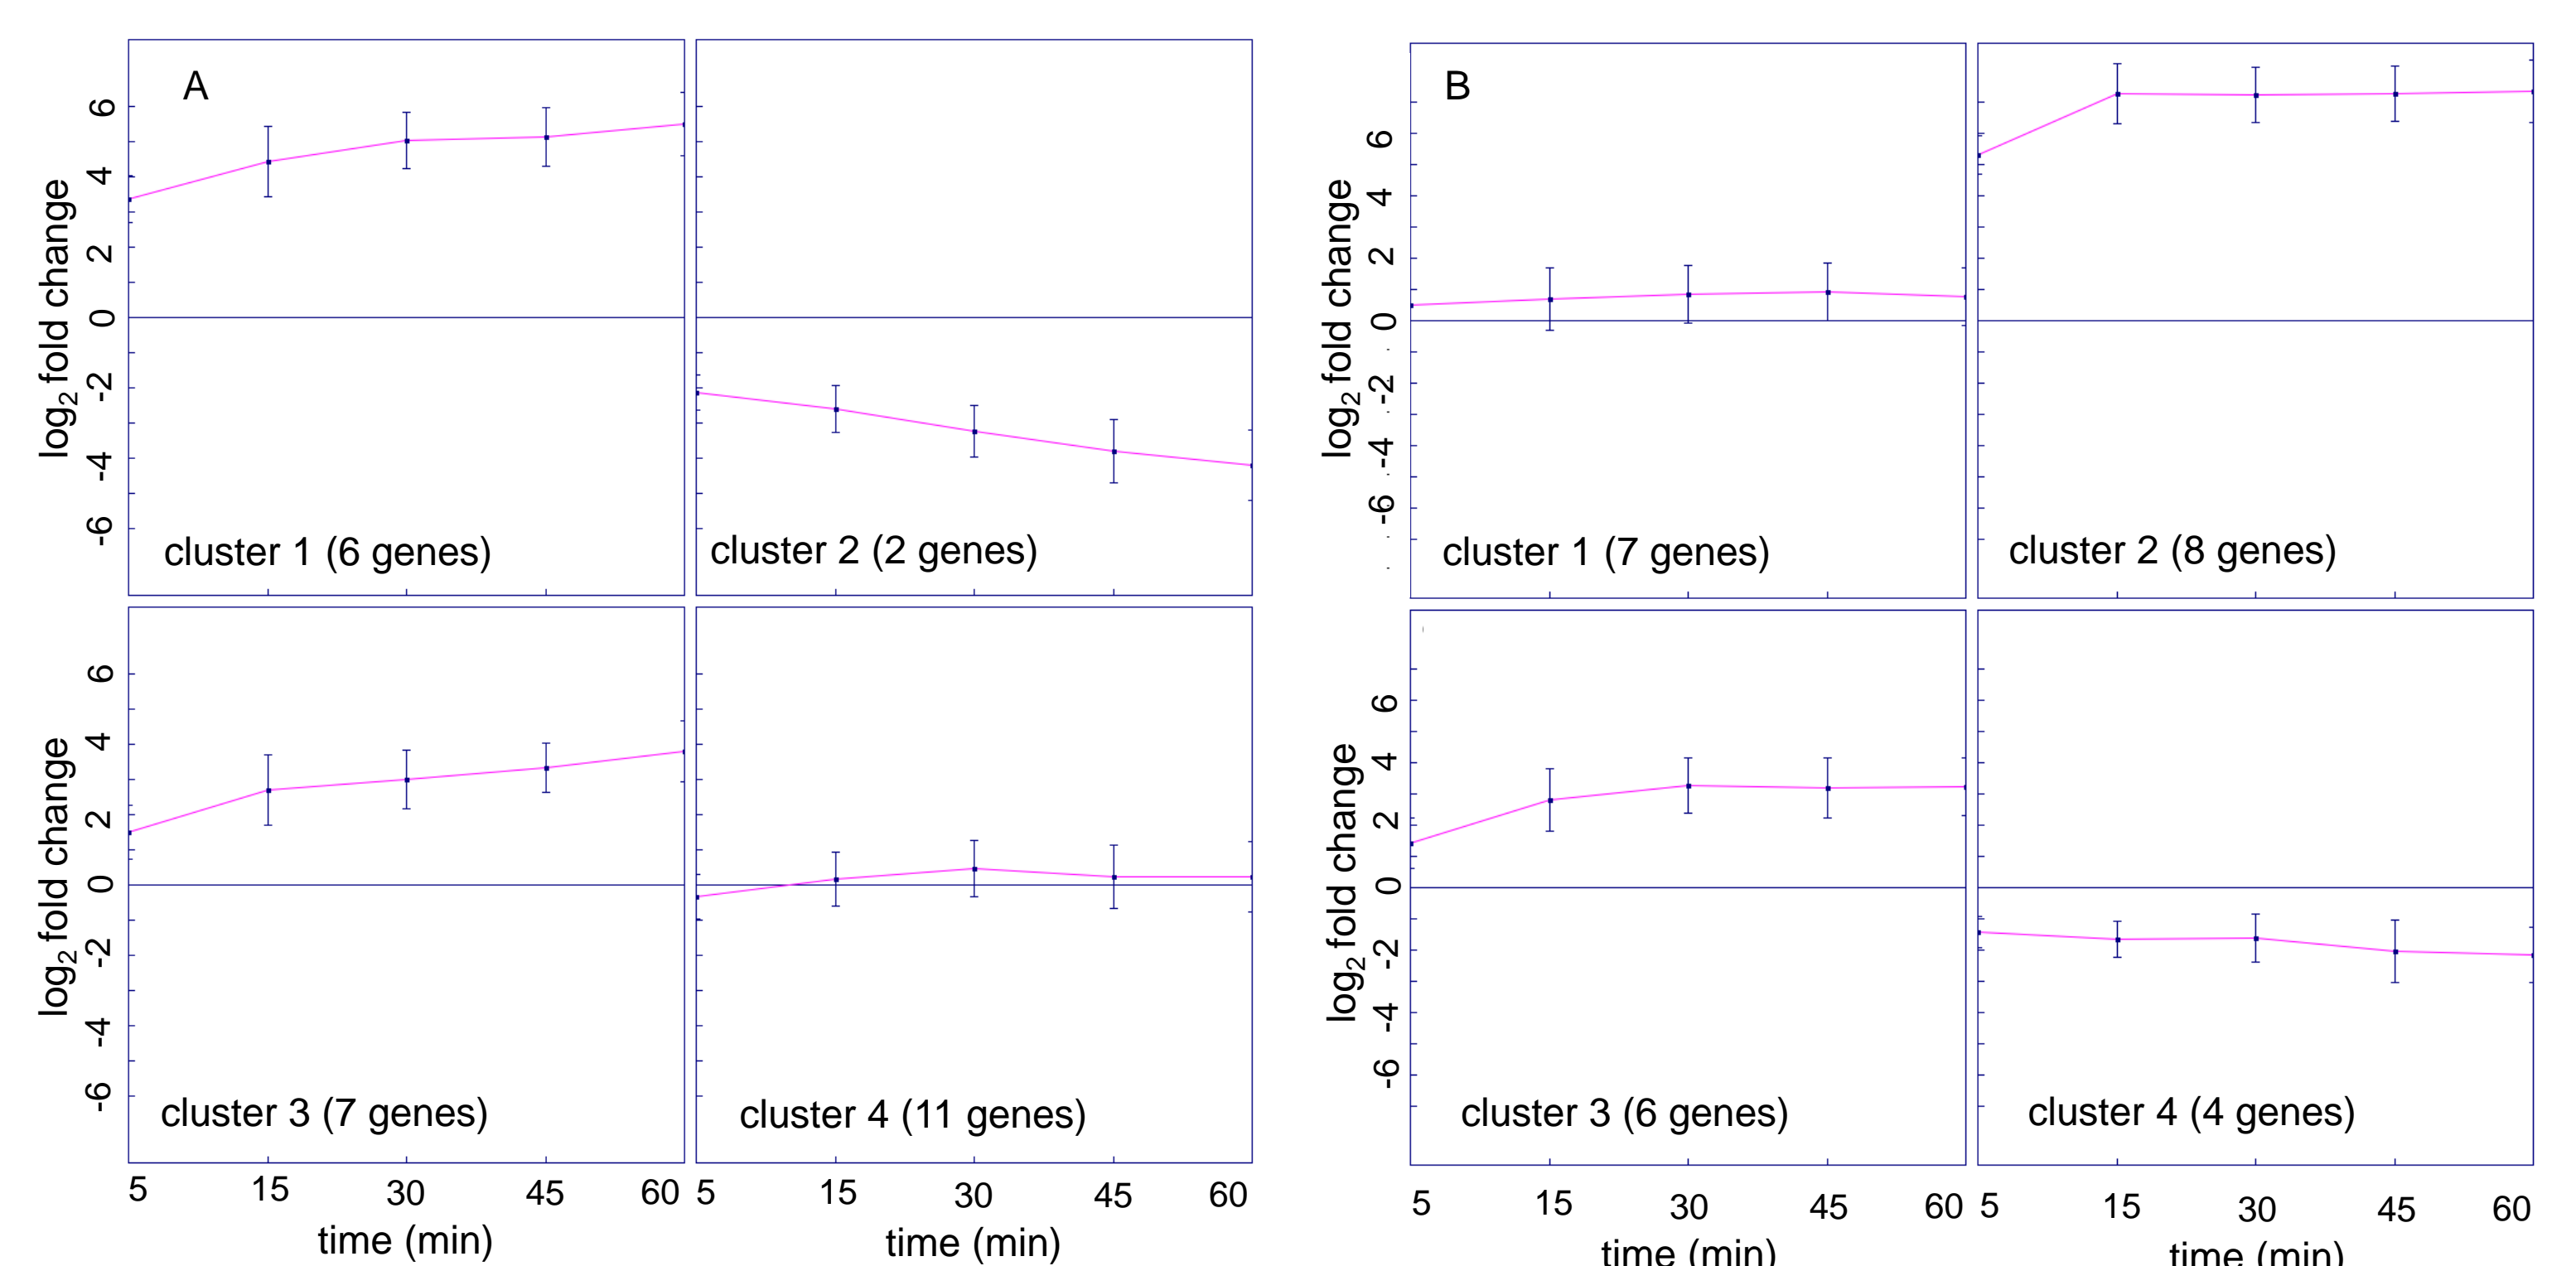 A
6
4
2
0
-2
-4
-6
log2 fold change
cluster 1 (6 genes)
cluster 2 (2 genes)
6
4
2
0
-2
-4
-6
log2 fold change
cluster 3 (7 genes)
cluster 4 (11 genes)
5 15 30 45 60 5 15 30 45 60
time (min) time (min)
B
6
4
2
0
-2
-4
-6
log2 fold change
cluster 1 (7 genes)
cluster 2 (8 genes)
6
4
2
0
-2
-4
-6
log2 fold change
cluster 3 (6 genes)
cluster 4 (4 genes)
5 15 30 45 60 5 15 30 45 60
time (min) time (min)